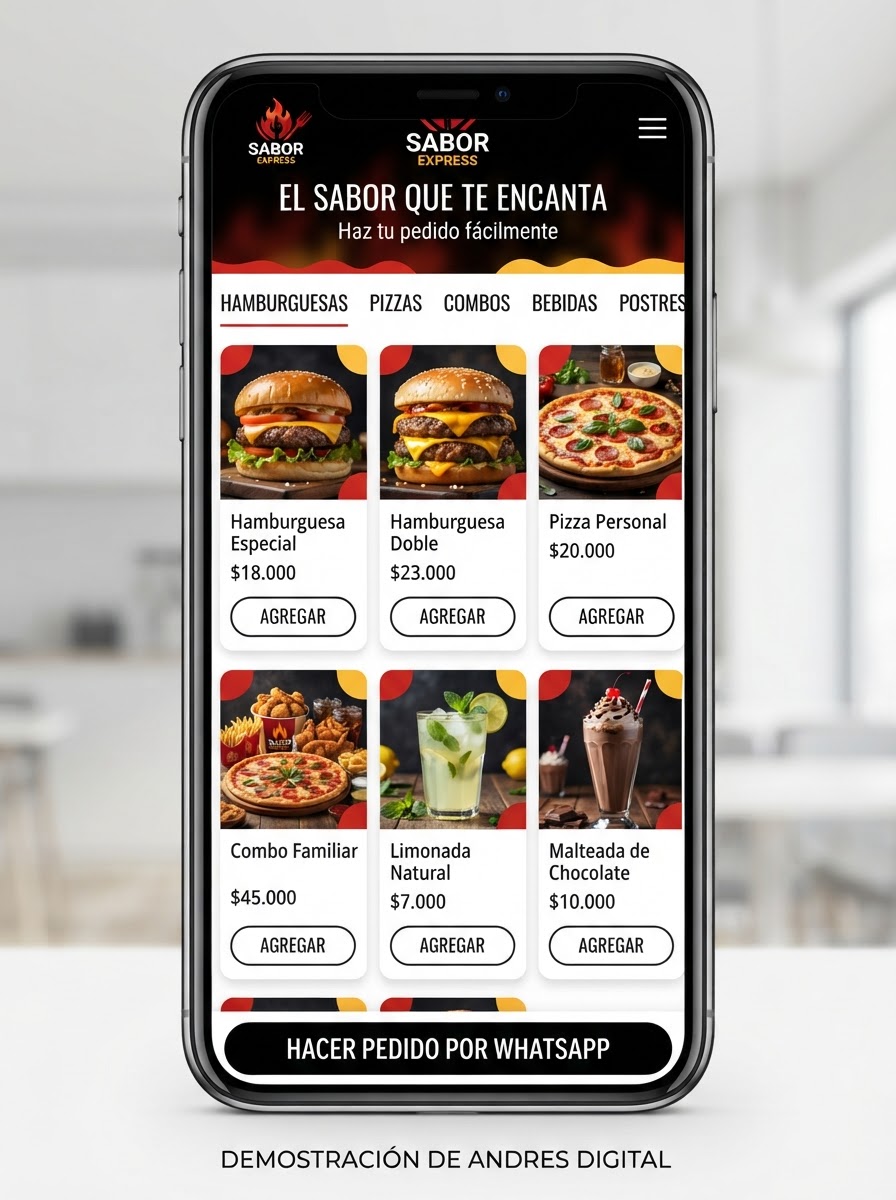 SABOR
EXPRESS
SABOR
EXPRESS
EL SABOR QUE TE ENCANTA
Haz tu pedido fácilmente
HAMBURGUESAS PIZZAS COMBOS BEBIDAS POSTRES
Hamburguesa
Especial
$18.000
AGREGAR
Hamburguesa
Doble
$23.000
AGREGAR
Pizza Personal
$20.000
AGREGAR
Combo Familiar
$45.000
AGREGAR
Limonada
Natural
$7.000
AGREGAR
Malteada de
Chocolate
$10.000
AGREGAR
HACER PEDIDO POR WHATSAPP
DEMOSTRACIÓN DE ANDRES DIGITAL